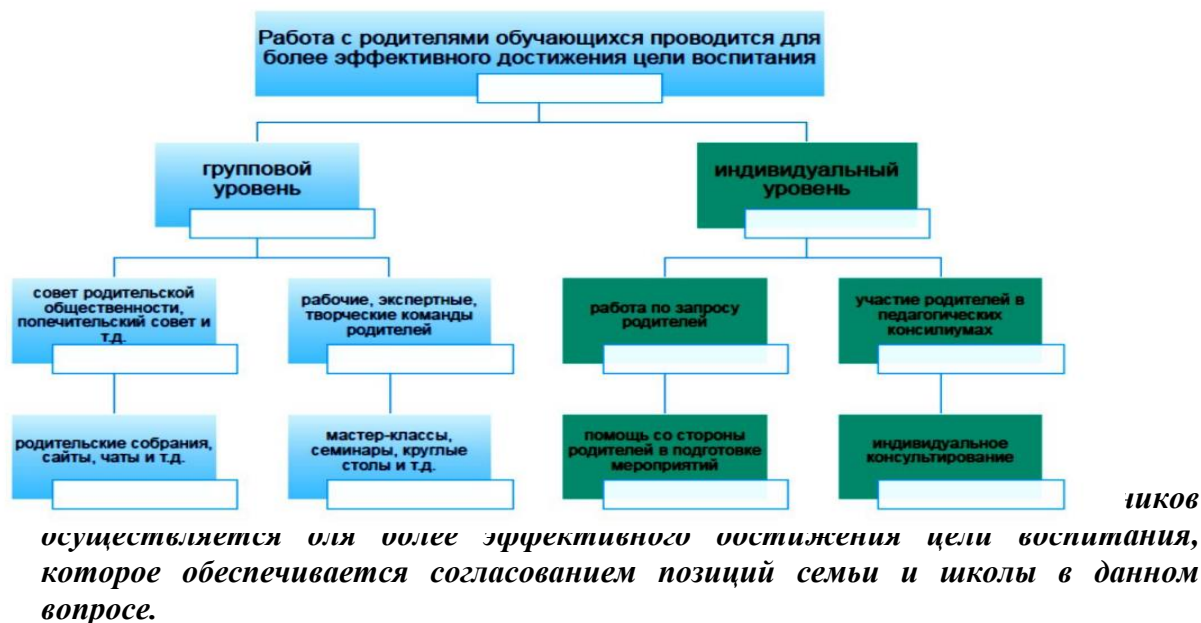 Работа с родителями обучающихся проводится для
более эффективного достижения цели воспитания
групповой
уровень
индивидуальный
уровень
совет родительской
общественности,
попечительский совет и
т.д.
рабочие, экспертные,
творческие команды
родителей
работа по запросу
родителей
участие родителей в
педагогических
консилиумах
родительские собрания,
сайты, чаты и т.д.
мастер-классы,
семинары, круглые
столы и т.д.
помощь со стороны
родителей в подготовке
мероприятий
индивидуальное
консультирование
осуществляется для более эффективного достижения цели воспитания,
которое обеспечивается согласованием позиций семьи и школы в данном
вопросе.